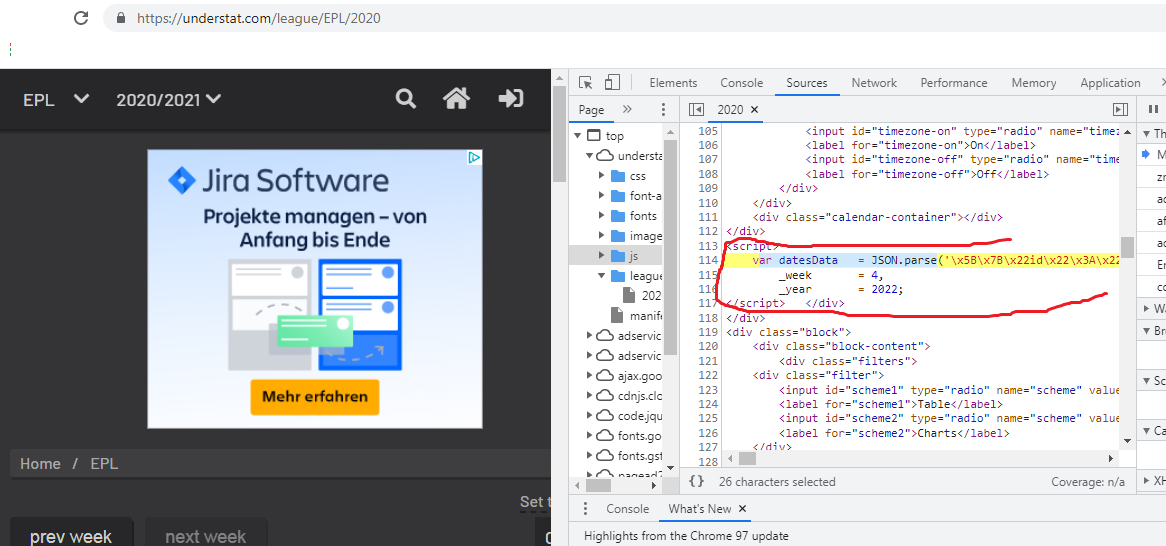 https://understat.com/league/EPL/2020
EPL
2020/2021
Jira Software
Projekte managen – von
Anfang bis Ende
Mehr erfahren
Home / EPL
Set t
prev week
next week
Elements Console Sources Network Performance Memory Application
Page »
2020 ×
top
understa
css
font-a
fonts
image
js
league
202
manife
adservic
adservic
ajax.goo
cdnjs.clo
code.jqu
fonts.go
fonts.gst
pagead2
105 <input id="timezone-on" type="radio" name="timez
106 <label for="timezone-on">On</label>
107 <input id="timezone-off" type="radio" name="time
108 <label for="timezone-off">Off</label>
109 </div>
110 </div>
111 <div class="calendar-container"></div>
112 </div>
113 <script>
114 var datesData = JSON.parse('\x5B\x7B\x22id\x22\x3A\x22
115 _week = 4,
116 _year = 2022;
117 </script> </div>
118 </div>
119 <div class="block">
120 <div class="block-content">
121 <div class="filters">
122 <div class="filter">
123 <input id="scheme1" type="radio" name="scheme" value
124 <label for="scheme1">Table</label>
125 <input id="scheme2" type="radio" name="scheme" value
126 <label for="scheme2">Charts</label>
127 </div>
128
{} 26 characters selected
Coverage: n/a
Th
M
zr
ac
af
ac
Er
cc
Wa
Br
Sc
Ca
XH
Console What's New ×
Highlights from the Chrome 97 update